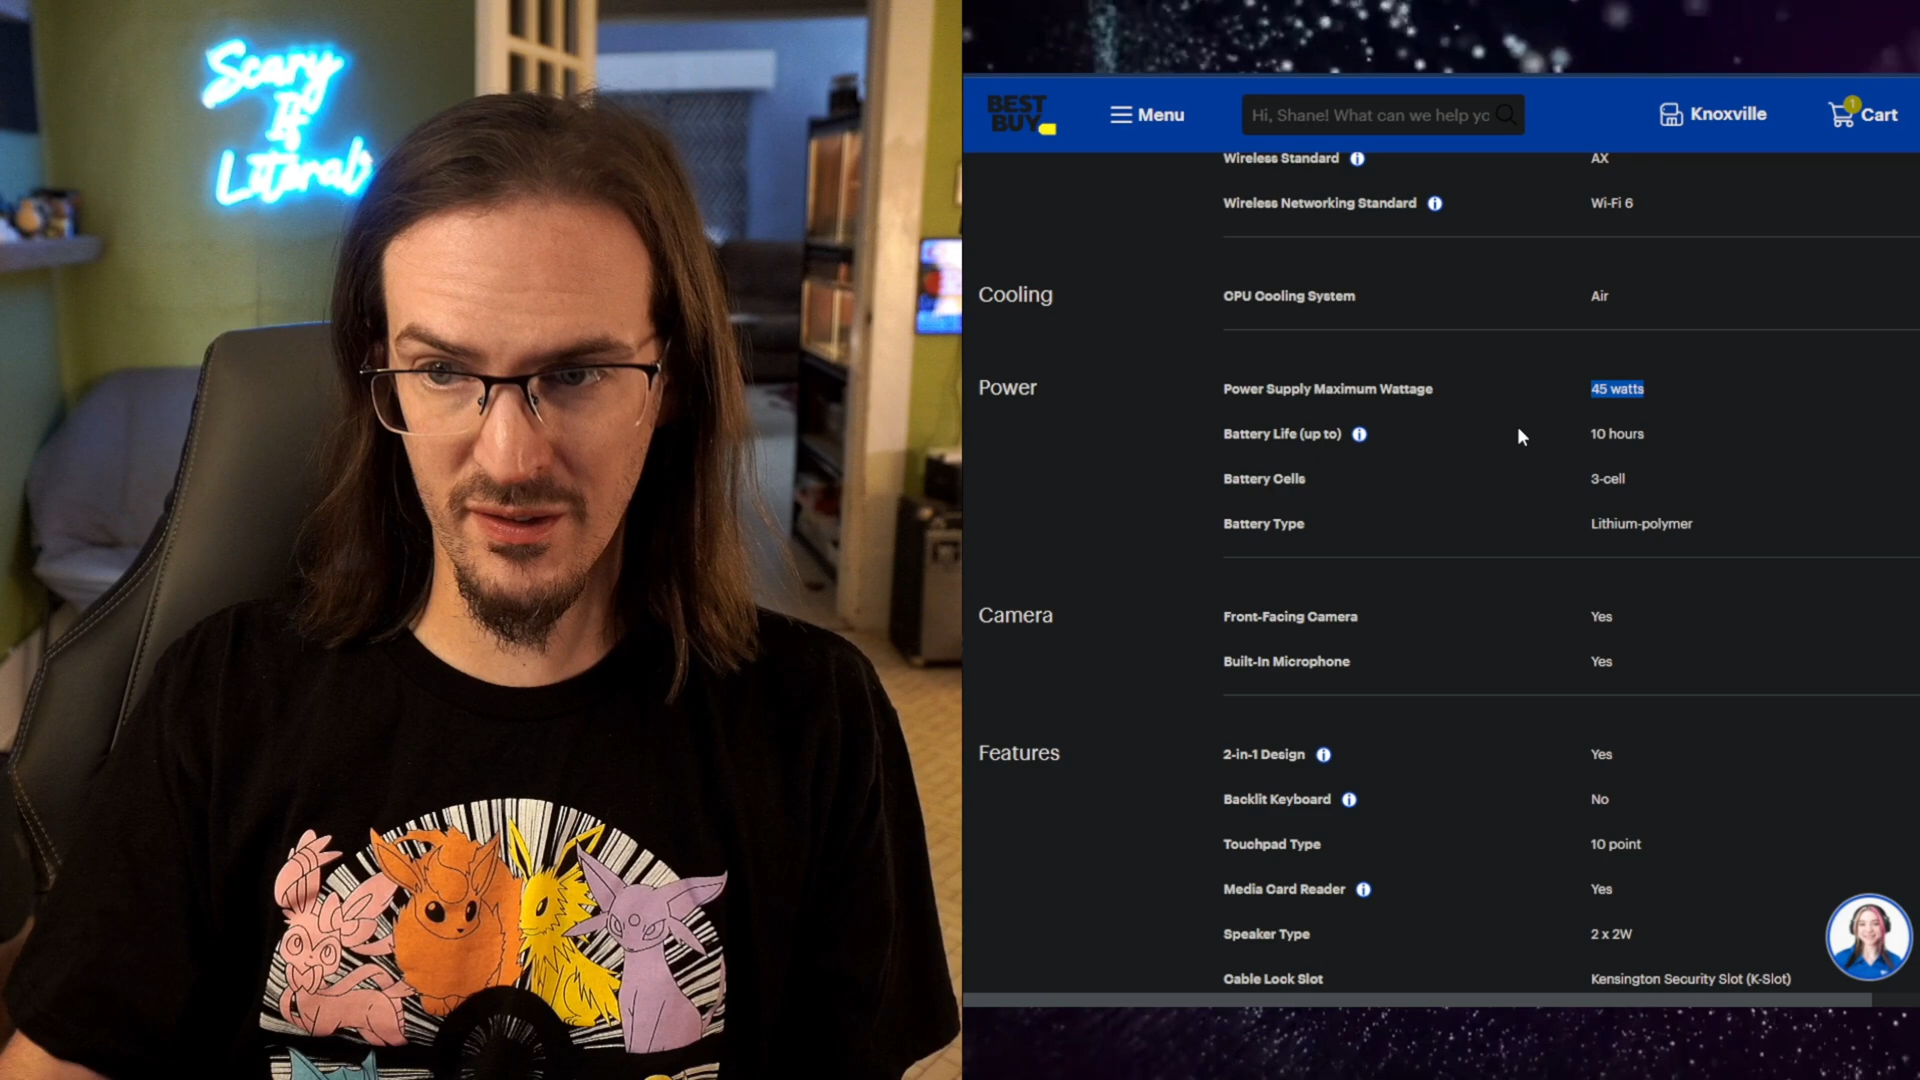 Scary
If
Literal
BEST
BUY
Menu
Hi, Shane! What can we help yo
Knoxville
1
Cart
Wireless Standard
AX
Wireless Networking Standard
Wi-Fi 6
Cooling
CPU Cooling System
Air
Power
Power Supply Maximum Wattage
45 watts
Battery Life (up to)
10 hours
Battery Cells
3-cell
Battery Type
Lithium-polymer
Camera
Front-Facing Camera
Yes
Built-In Microphone
Yes
Features
2-in-1 Design
Yes
Backlit Keyboard
No
Touchpad Type
10 point
Media Card Reader
Yes
Speaker Type
2 x 2W
Cable Lock Slot
Kensington Security Slot (K-Slot)